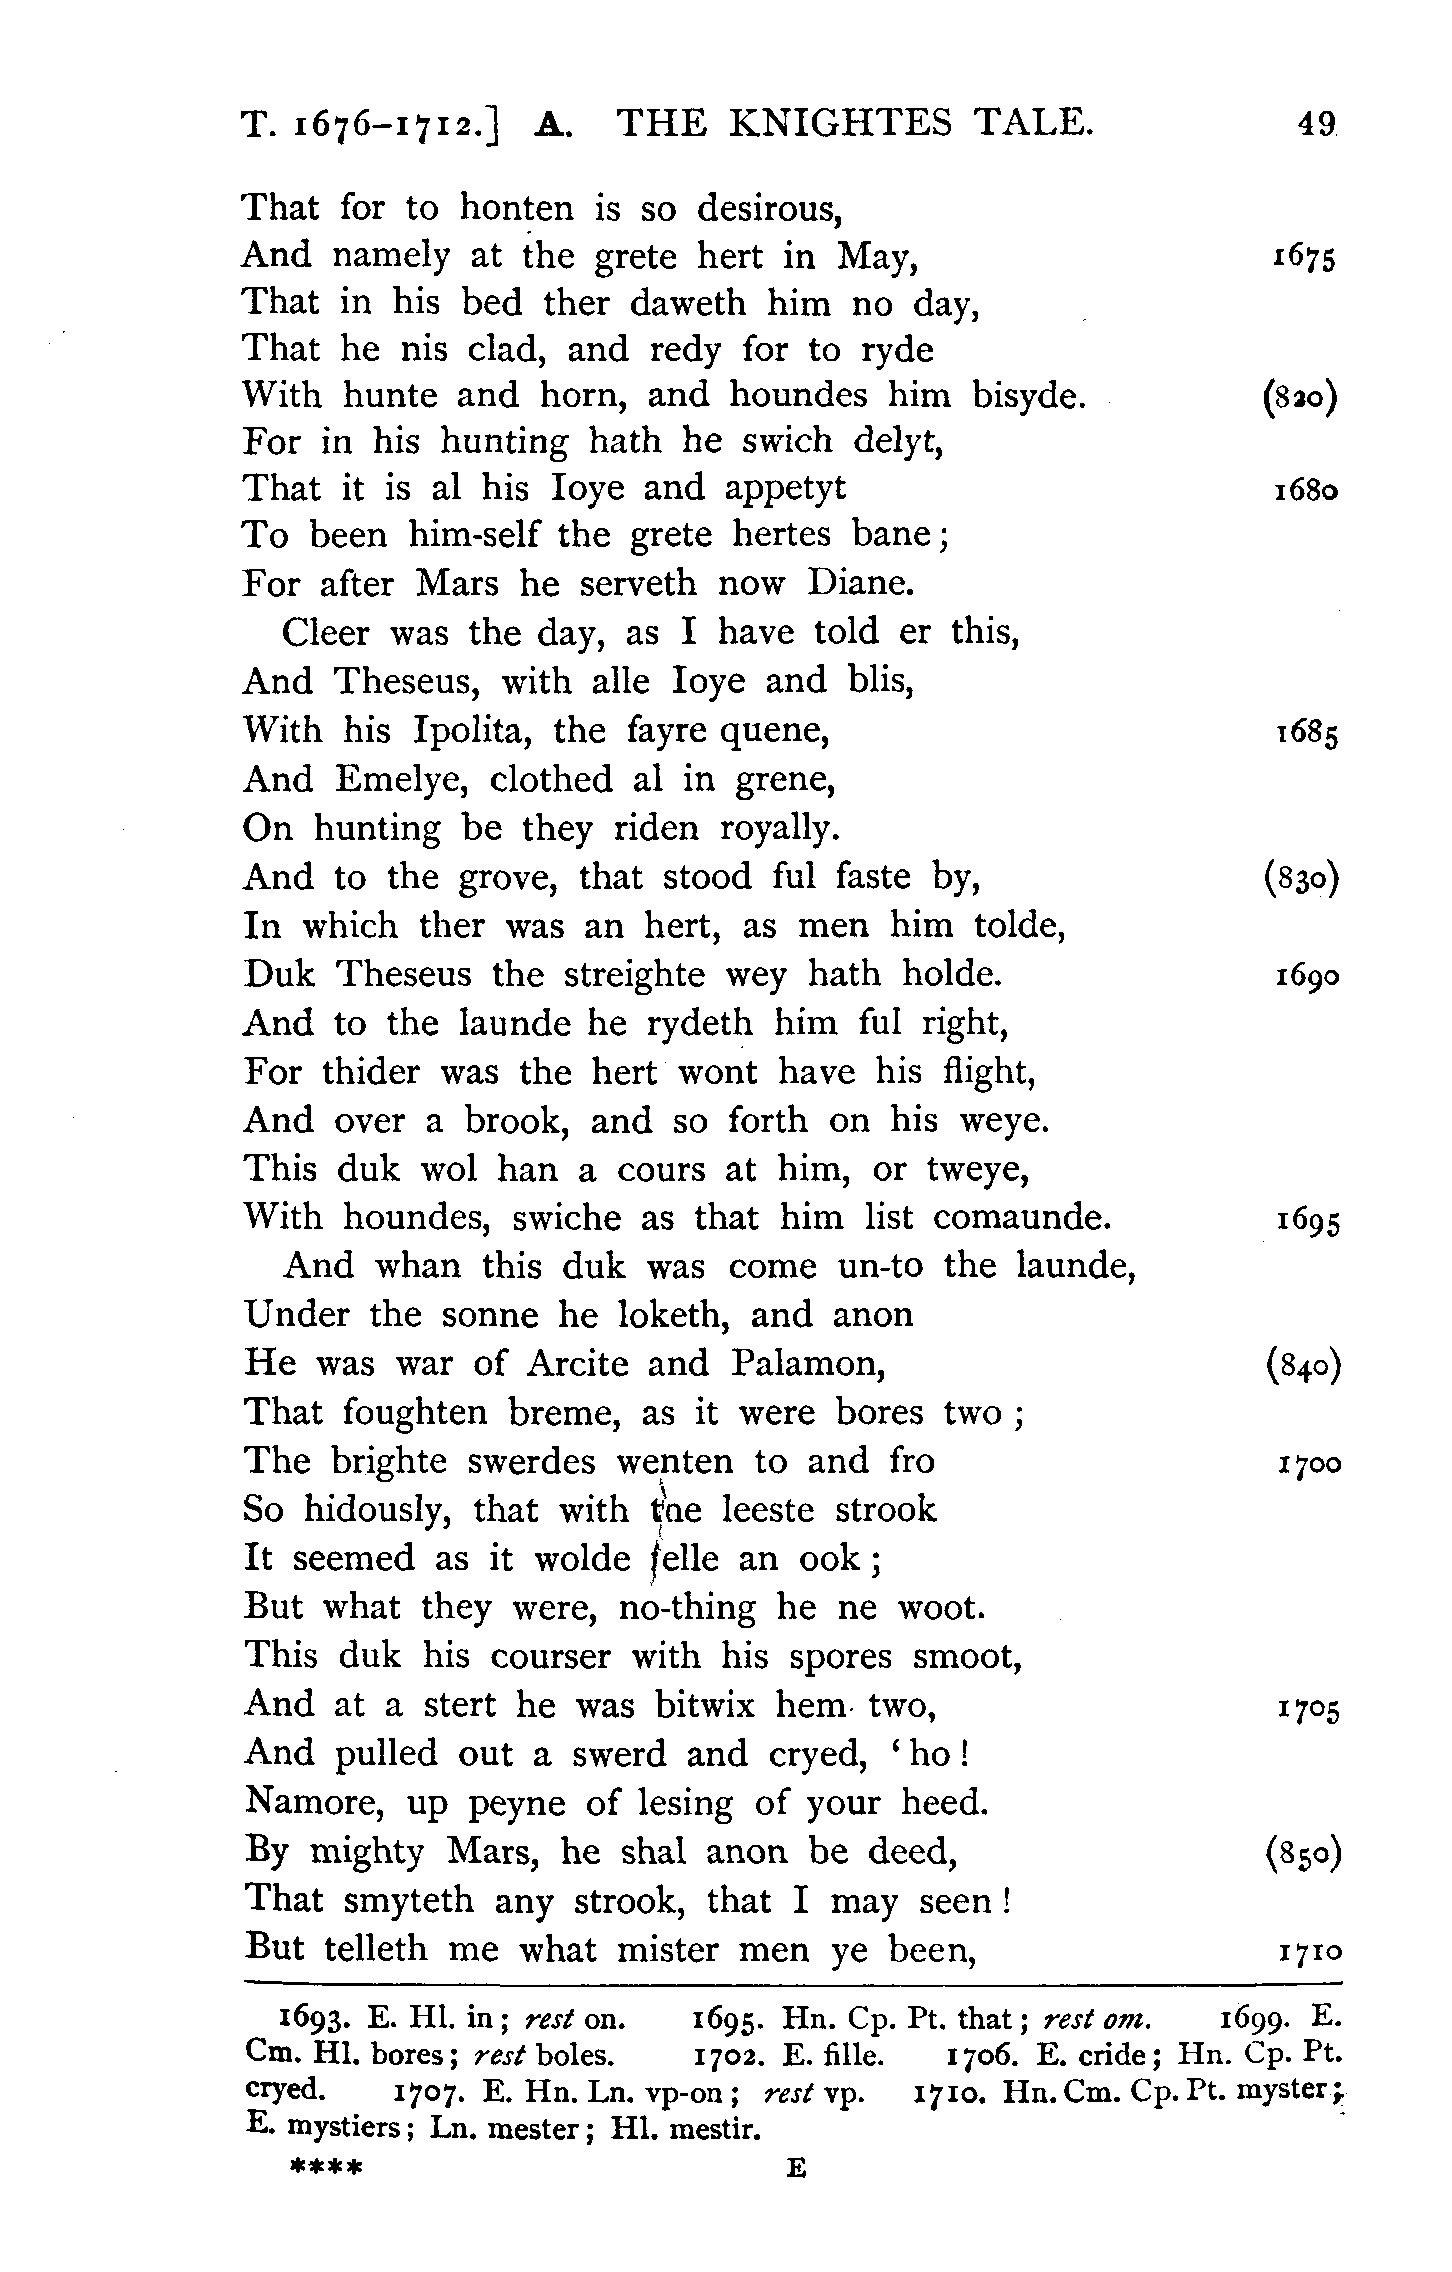 T. 1676–1712.] A. THE KNIGHTES TALE. 49
That for to honten is so desirous,
And namely at the grete hert in May, 1675
That in his bed ther daweth him no day,
That he nis clad, and redy for to ryde
With hunte and horn, and houndes him bisyde. (820)
For in his hunting hath he swich delyt,
That it is al his Ioye and appetyt 1680
To been him-self the grete hertes bane;
For after Mars he serveth now Diane.
Cleer was the day, as I have told er this,
And Theseus, with alle Ioye and blis,
With his Ipolita, the fayre quene, 1685
And Emelye, clothed al in grene,
On hunting be they riden royally.
And to the grove, that stood ful faste by, (830)
In which ther was an hert, as men him tolde,
Duk Theseus the streighte wey hath holde. 1690
And to the launde he rydeth him ful right,
For thider was the hert wont have his flight,
And over a brook, and so forth on his weye.
This duk wol han a cours at him, or tweye,
With houndes, swiche as that him list comaunde. 1695
And whan this duk was come un-to the launde,
Under the sonne he loketh, and anon
He was war of Arcite and Palamon, (840)
That foughten breme, as it were bores two;
The brighte swerdes wenten to and fro 1700
So hidously, that with the leeste strook
It seemed as it wolde felle an ook;
But what they were, no-thing he ne woot.
This duk his courser with his spores smoot,
And at a stert he was bitwix hem two, 1705
And pulled out a swerd and cryed, 'ho!
Namore, up peyne of lesing of your heed.
By mighty Mars, he shal anon be deed, (850)
That smyteth any strook, that I may seen!
But telleth me what mister men ye been, 1710
1693. E. Hl. in; rest on. 1695. Hn. Cp. Pt. that; rest om. 1699. E.
Cm. Hl. bores; rest boles. 1702. E. fille. 1706. E. cride; Hn. Cp. Pt.
cryed. 1707. E. Hn. Ln. vp-on; rest vp. 1710. Hn. Cm. Cp. Pt. myster;
E. mystiers; Ln. mester; Hl. mestir.
**** E